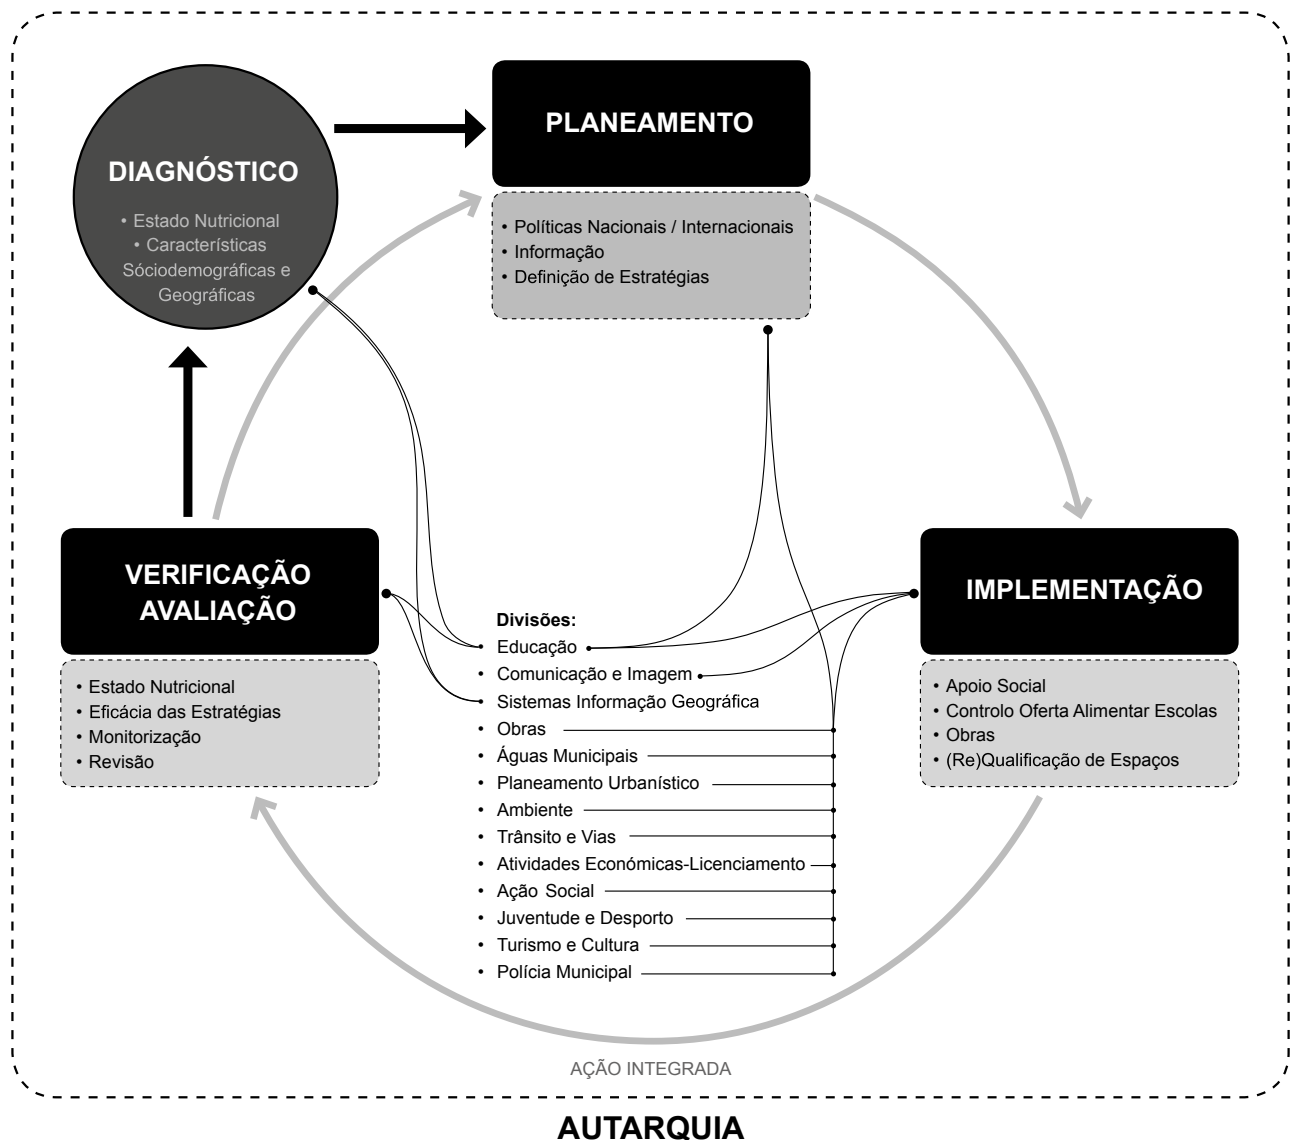 DIAGNÓSTICO
• Estado Nutricional
• Características
Sóciodemográficas e
Geográficas
PLANEAMENTO
• Políticas Nacionais / Internacionais
• Informação
• Definição de Estratégias
VERIFICAÇÃO
AVALIAÇÃO
• Estado Nutricional
• Eficácia das Estratégias
• Monitorização
• Revisão
Divisões:
• Educação
• Comunicação e Imagem
• Sistemas Informação Geográfica
• Obras
• Águas Municipais
• Planeamento Urbanístico
• Ambiente
• Trânsito e Vias
• Atividades Económicas-Licenciamento
• Ação Social
• Juventude e Desporto
• Turismo e Cultura
• Polícia Municipal
IMPLEMENTAÇÃO
• Apoio Social
• Controlo Oferta Alimentar Escolas
• Obras
• (Re)Qualificação de Espaços
AÇÃO INTEGRADA
AUTARQUIA